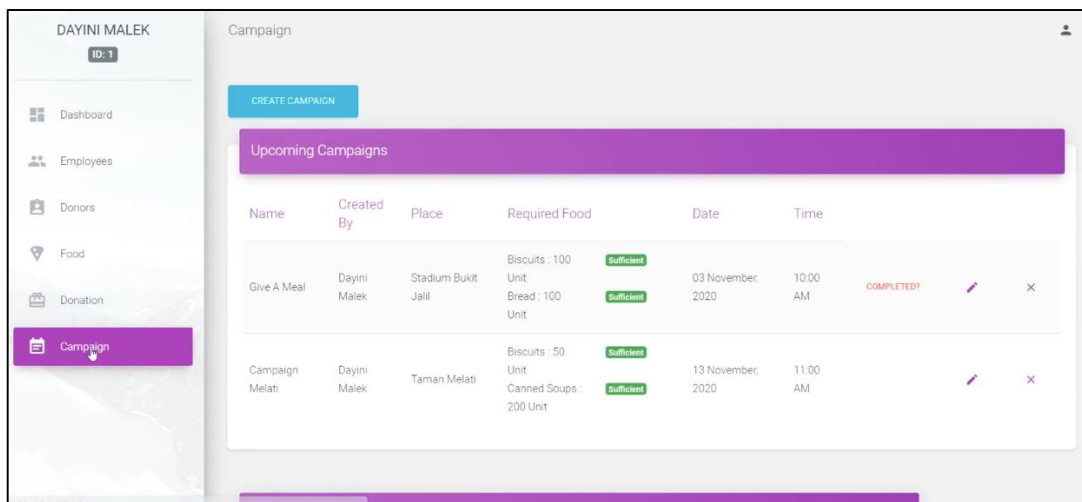 DAYINI MALEK
ID: 1
Dashboard
Employees
Donors
Food
Donation
Campaign
Campaign
CREATE CAMPAIGN
Upcoming Campaigns
Name Created By Place Required Food Date Time
Give A Meal
Dayini Malek
Stadium Bukit Jalil
Biscuits : 100 Unit Sufficient
Bread : 100 Unit Sufficient
03 November, 2020
10:00 AM
COMPLETED?
Campaign Melati
Dayini Malek
Taman Melati
Biscuits : 50 Unit Sufficient
Canned Soups : 200 Unit Sufficient
13 November, 2020
11:00 AM